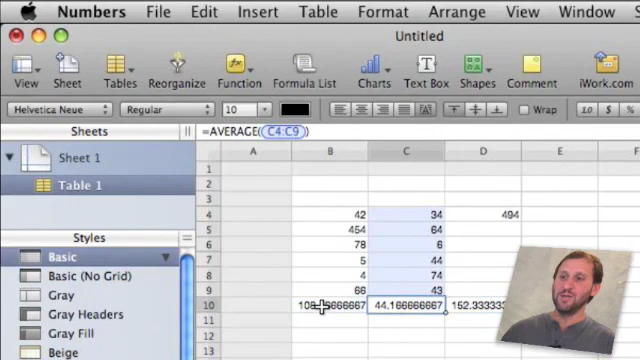 Numbers File Edit Insert Table Format Arrange View Window
Untitled
View Sheet Tables Reorganize Function Formula List Charts Text Box Shapes Comment iWork.com
Helvetica Neue Regular 10 Wrap 1.0 $
Sheets =AVERAGE(C4:C9)
A B C D E F
Sheet 1
Table 1
1
2
3
4 42 34 494
5 454 64
6 78 6
7 5 44
8 4 74
9 66 43
10 44.166666667
11
12
13
Styles
Basic
Basic (No Grid)
Gray
Gray Headers
Gray Fill
Beige